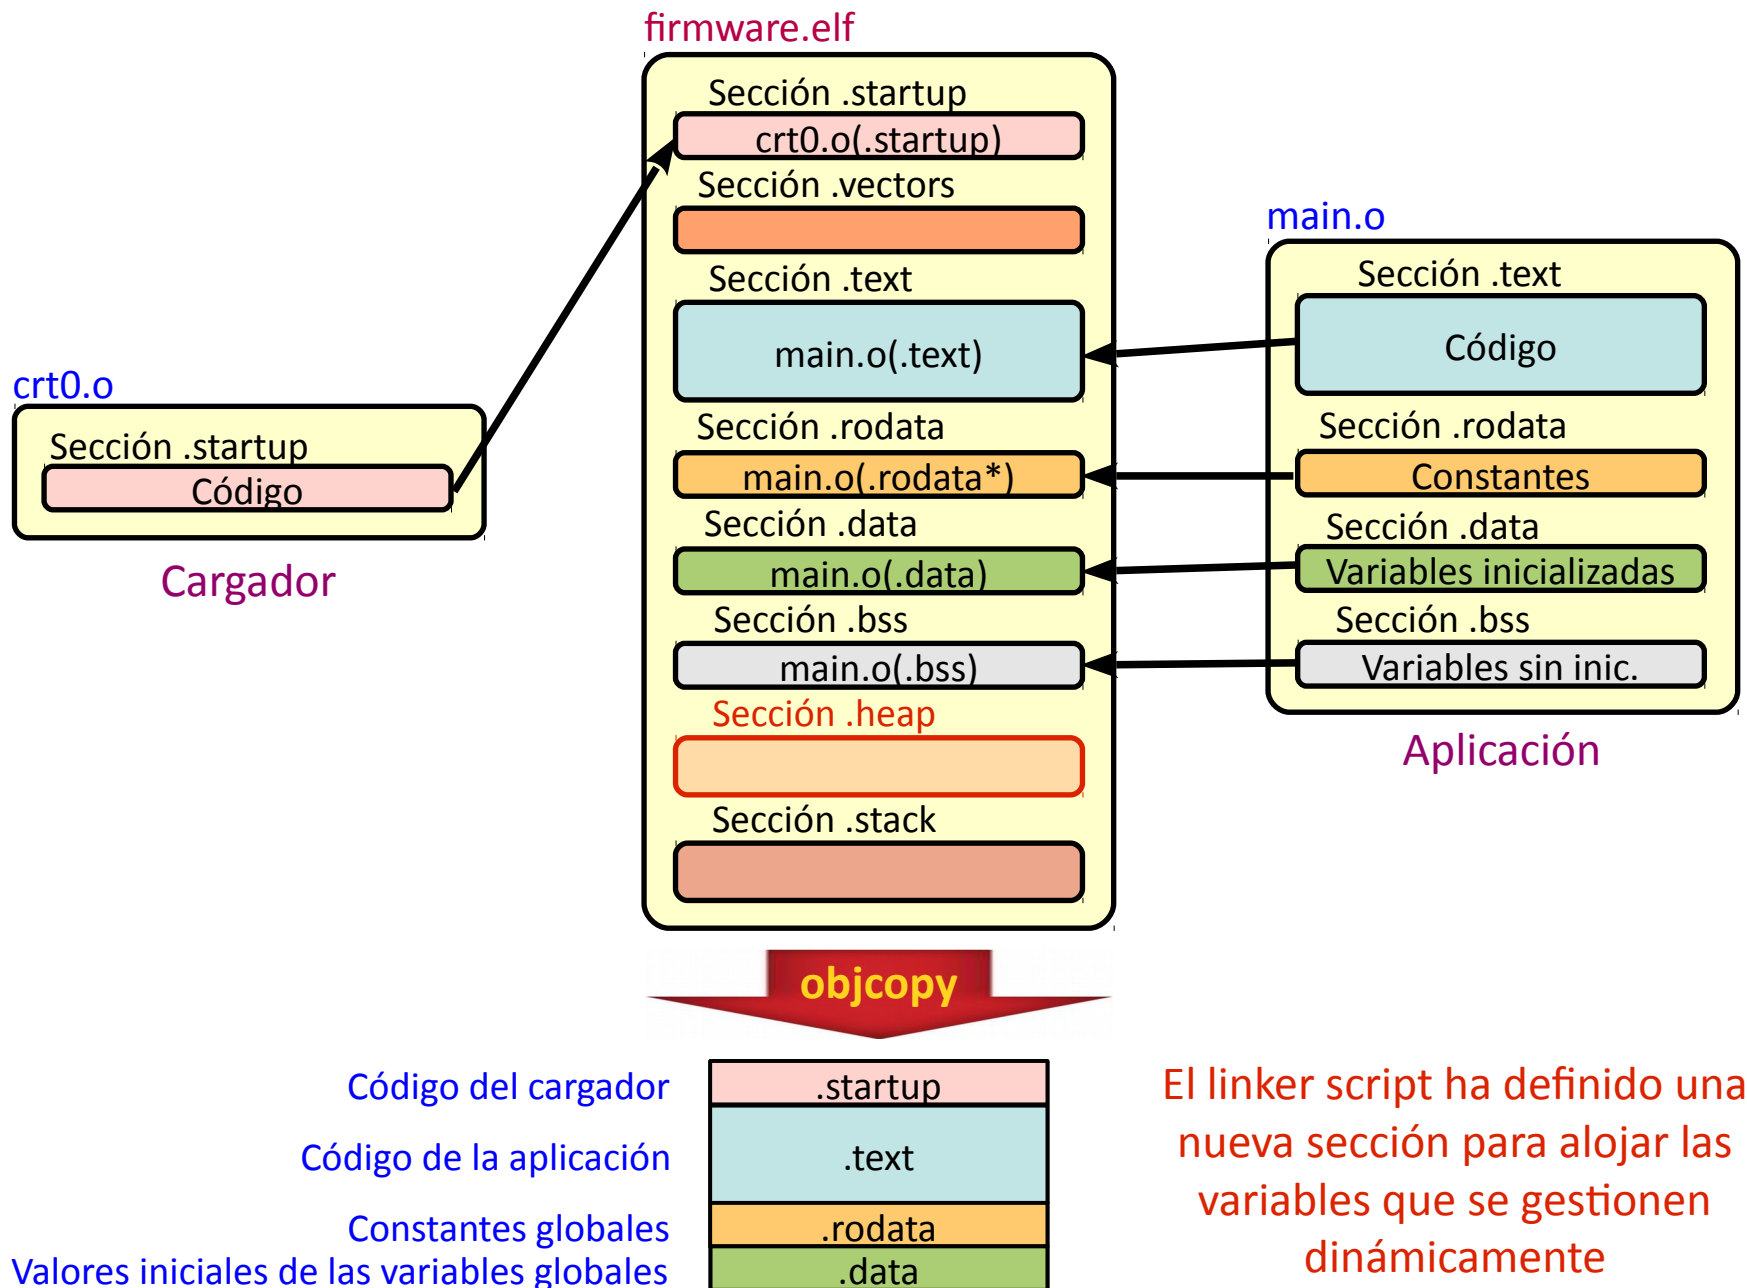 firmware.elf
Sección .startup
crt0.o(.startup)
Sección .vectors
Sección .text
main.o(.text)
Sección .rodata
main.o(.rodata*)
Sección .data
main.o(.data)
Sección .bss
main.o(.bss)
Sección .heap
Sección .stack
crt0.o
Sección .startup
Código
Cargador
main.o
Sección .text
Código
Sección .rodata
Constantes
Sección .data
Variables inicializadas
Sección .bss
Variables sin inic.
Aplicación
objcopy
Código del cargador
.startup
Código de la aplicación
.text
Constantes globales
.rodata
Valores iniciales de las variables globales
.data
El linker script ha definido una
nueva sección para alojar las
variables que se gestionen
dinámicamente